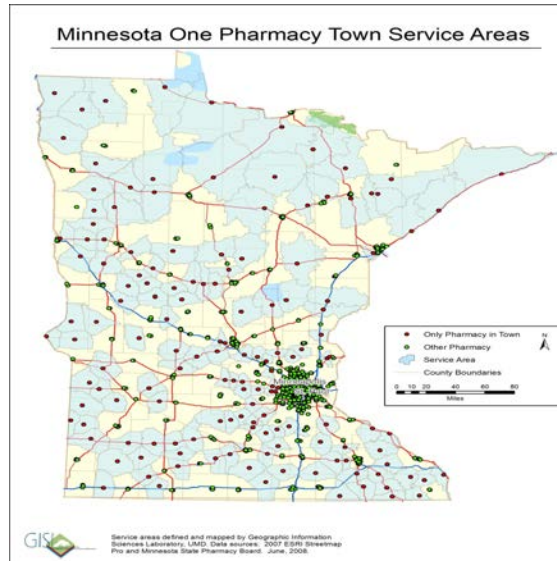 Minnesota One Pharmacy Town Service Areas
Only Pharmacy in Town
Other Pharmacy
Service Area
County Boundaries
N
0 10 20 40 60 80
Miles
GISL
Service areas defined and mapped by Geographic Information
Sciences Laboratory, UMD. Data sources: 2007 ESRI Streetmap
Pro and Minnesota State Pharmacy Board. June, 2008.